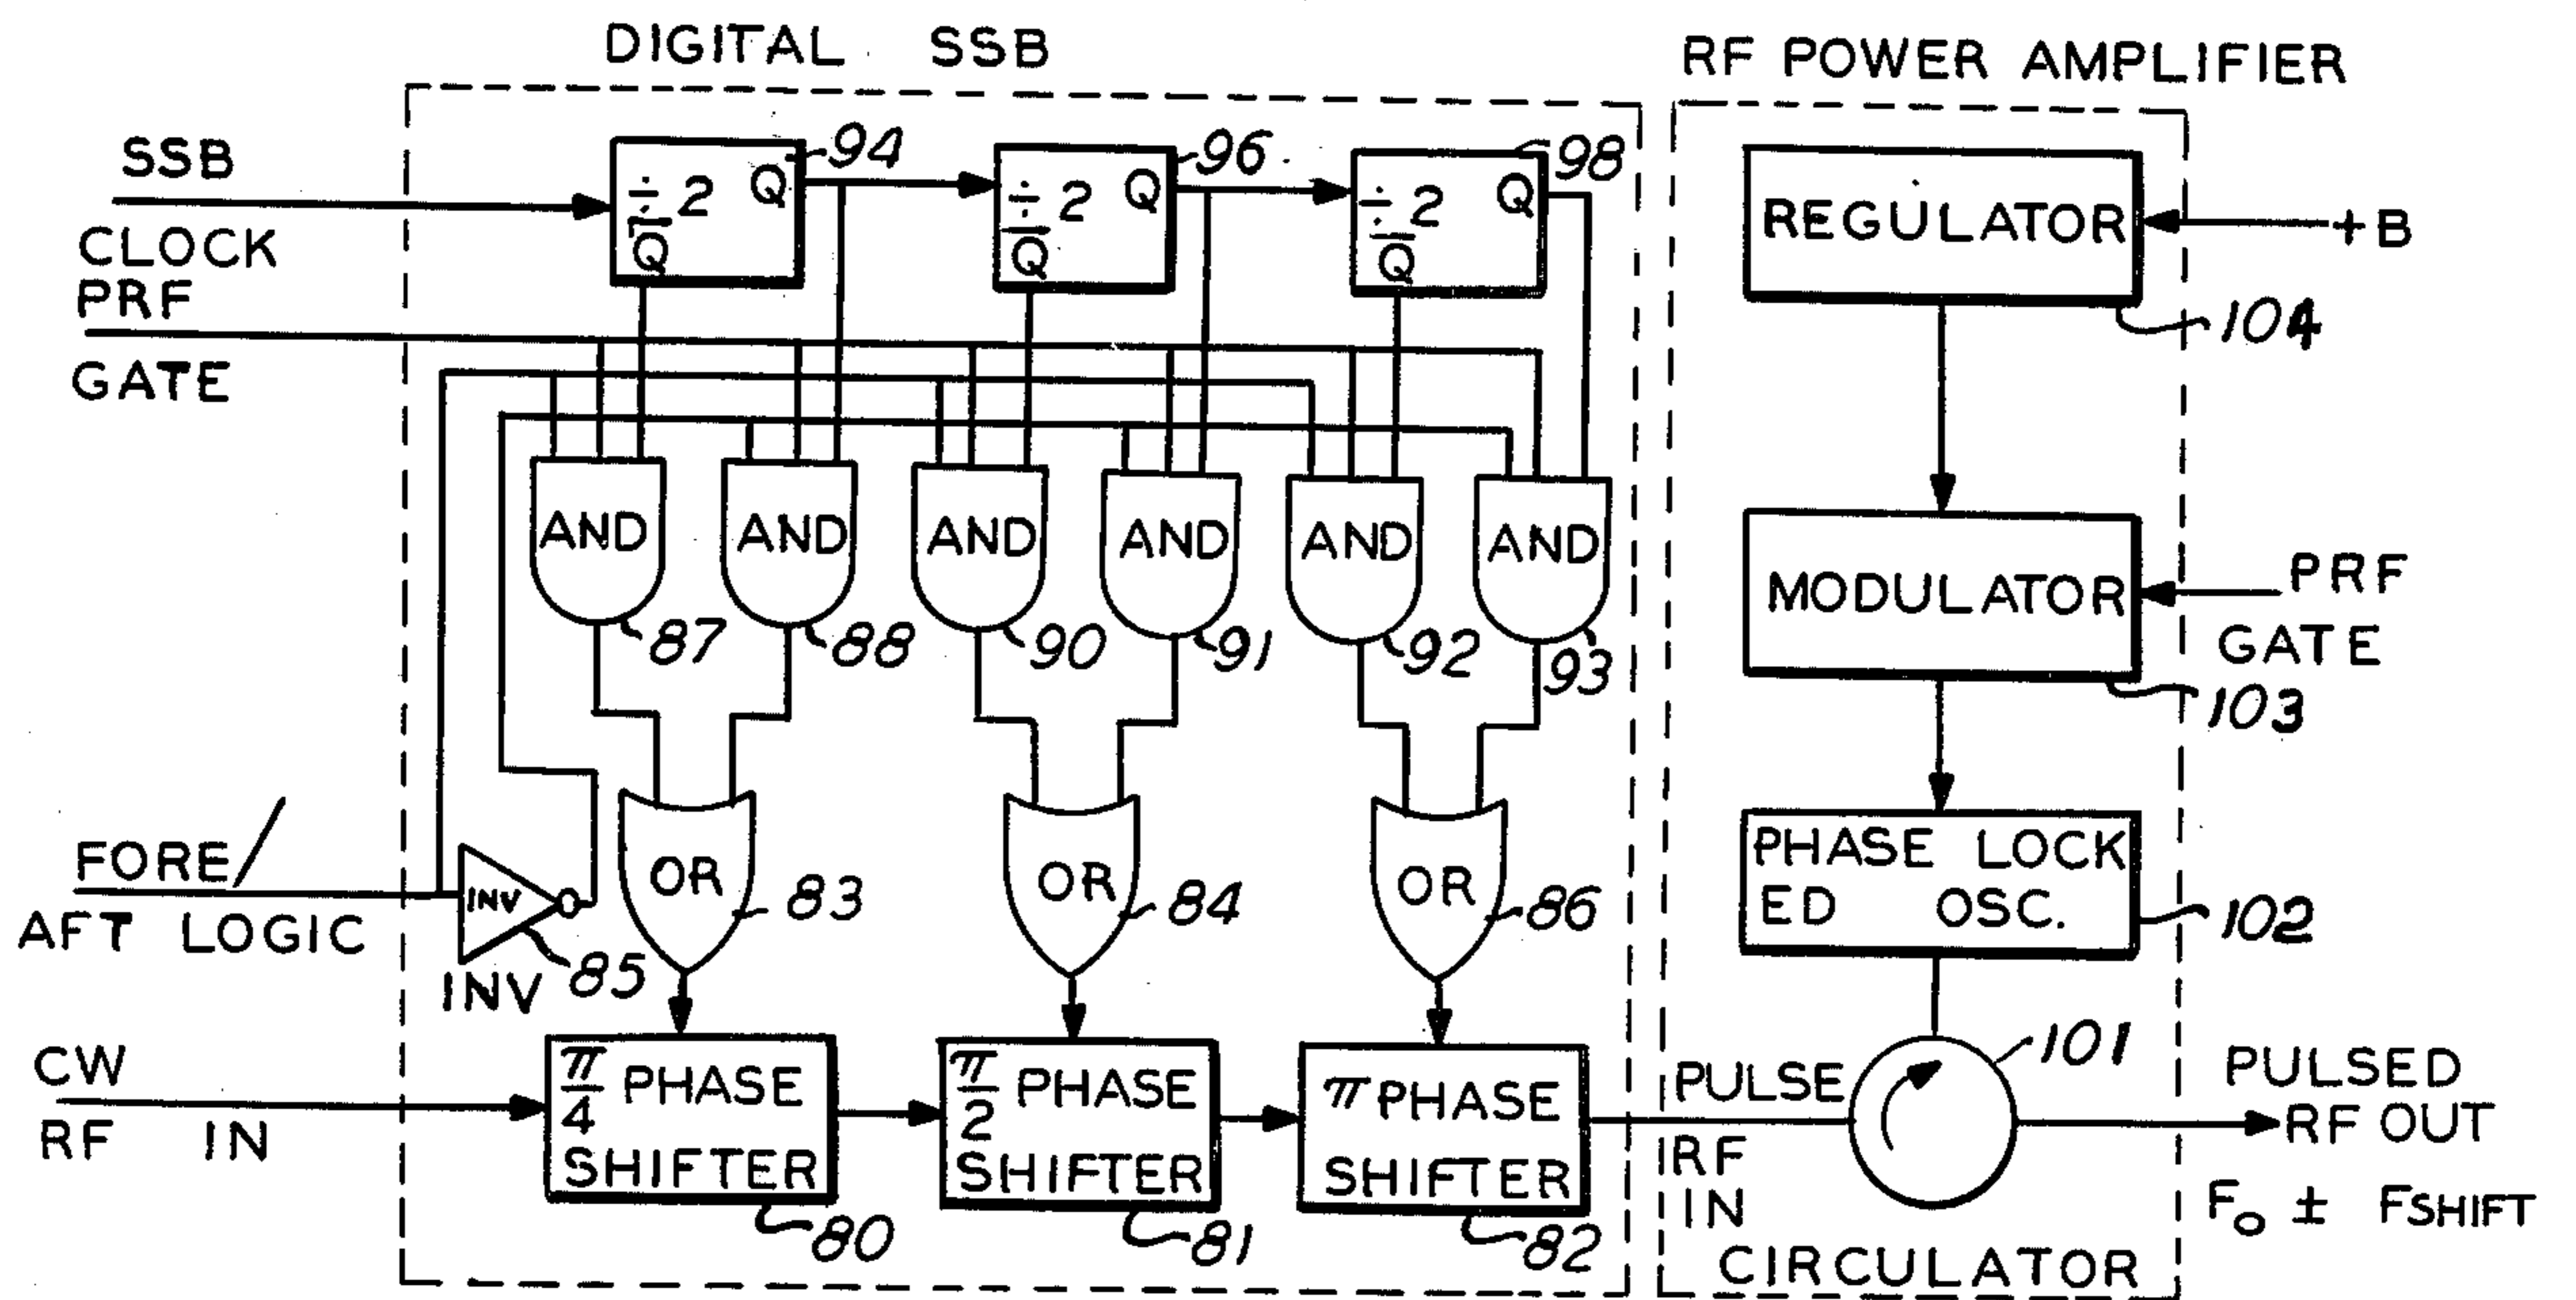 DIGITAL SSB
RF POWER AMPLIFIER
SSB
CLOCK
PRF
GATE
÷ 2 Q
Q̅
94
÷ 2 Q
Q̅
96
÷ 2 Q
Q̅
98
REGULATOR
+B
104
AND
AND
AND
AND
AND
AND
87
88
90
91
92
93
MODULATOR
PRF
GATE
103
FORE/
AFT LOGIC
INV
INV
85
OR
83
OR
84
OR
86
PHASE LOCK
ED OSC.
102
CW
RF IN
π/4 PHASE
SHIFTER
80
π/2 PHASE
SHIFTER
81
π PHASE
SHIFTER
82
PULSE
RF
IN
101
CIRCULATOR
PULSED
RF OUT
Fo ± FSHIFT